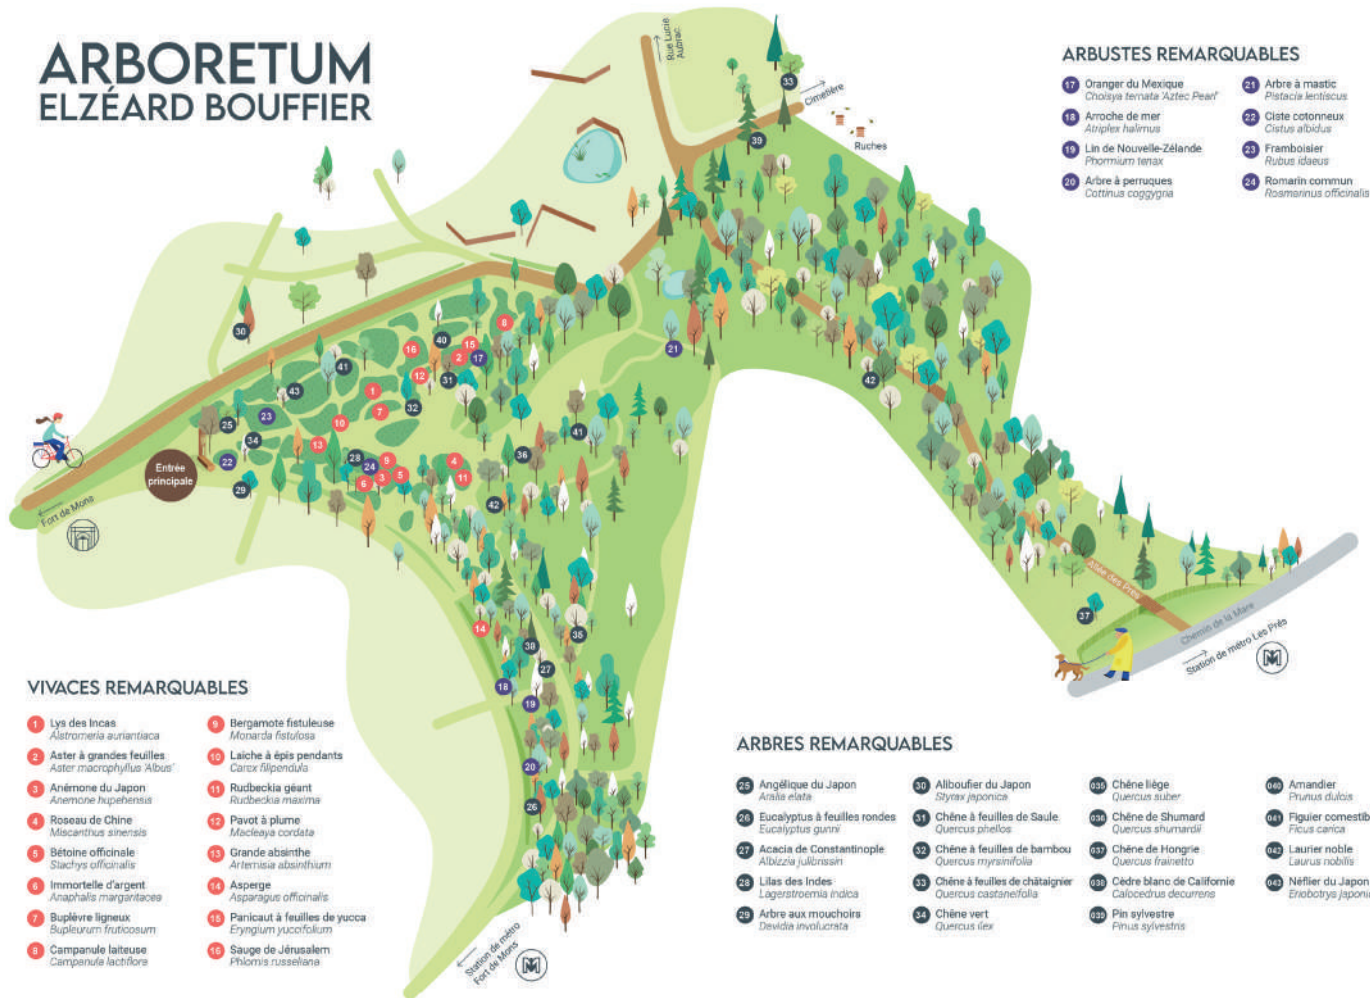 ARBORETUM
ELZÉARD BOUFFIER
Rue Lucie
Aubrac
Cimetière
Ruches
Entrée
principale
Fort de Mons
Allée des Prés
Chemin de la Mare
Station de métro Les Prés
Station de métro
Fort de Mons
ARBUSTES REMARQUABLES
17 Oranger du Mexique
Choisya ternata 'Aztec Pearl'
18 Arroche de mer
Atriplex halimus
19 Lin de Nouvelle-Zélande
Phormium tenax
20 Arbre à perruques
Cottinus coggygria
21 Arbre à mastic
Pistacia lentiscus
22 Ciste cotonneux
Cistus albidus
23 Framboisier
Rubus idaeus
24 Romarin commun
Rosmarinus officinalis
VIVACES REMARQUABLES
1 Lys des Incas
Alstromeria auriantiaca
2 Aster à grandes feuilles
Aster macrophyllus 'Albus'
3 Anémone du Japon
Anemone hupehensis
4 Roseau de Chine
Miscanthus sinensis
5 Bétoine officinale
Stachys officinalis
6 Immortelle d'argent
Anaphalis margaritacea
7 Buplèvre ligneux
Bupleurum fruticosum
8 Campanule laiteuse
Campanula lactiflora
9 Bergamote fistuleuse
Monarda fistulosa
10 Laîche à épis pendants
Carex filipendula
11 Rudbeckia géant
Rudbeckia maxima
12 Pavot à plume
Macleaya cordata
13 Grande absinthe
Artemisia absinthium
14 Asperge
Asparagus officinalis
15 Panicaut à feuilles de yucca
Eryngium yuccifolium
16 Sauge de Jérusalem
Phlomis russeliana
ARBRES REMARQUABLES
25 Angélique du Japon
Aralia elata
26 Eucalyptus à feuilles rondes
Eucalyptus gunni
27 Acacia de Constantinople
Albizzia julibrissin
28 Lilas des Indes
Lagerstroemia indica
29 Arbre aux mouchoirs
Davidia involucrata
30 Aliboufier du Japon
Styrax japonica
31 Chêne à feuilles de Saule
Quercus phellos
32 Chêne à feuilles de bambou
Quercus myrsinifolia
33 Chêne à feuilles de châtaignier
Quercus castaneifolia
34 Chêne vert
Quercus ilex
035 Chêne liège
Quercus suber
036 Chêne de Shumard
Quercus shumardii
037 Chêne de Hongrie
Quercus frainetto
038 Cèdre blanc de Californie
Calocedrus decurrens
039 Pin sylvestre
Pinus sylvestris
040 Amandier
Prunus dulcis
041 Figuier comestib
Ficus carica
042 Laurier noble
Laurus nobilis
043 Néflier du Japon
Eriobotrys japoni